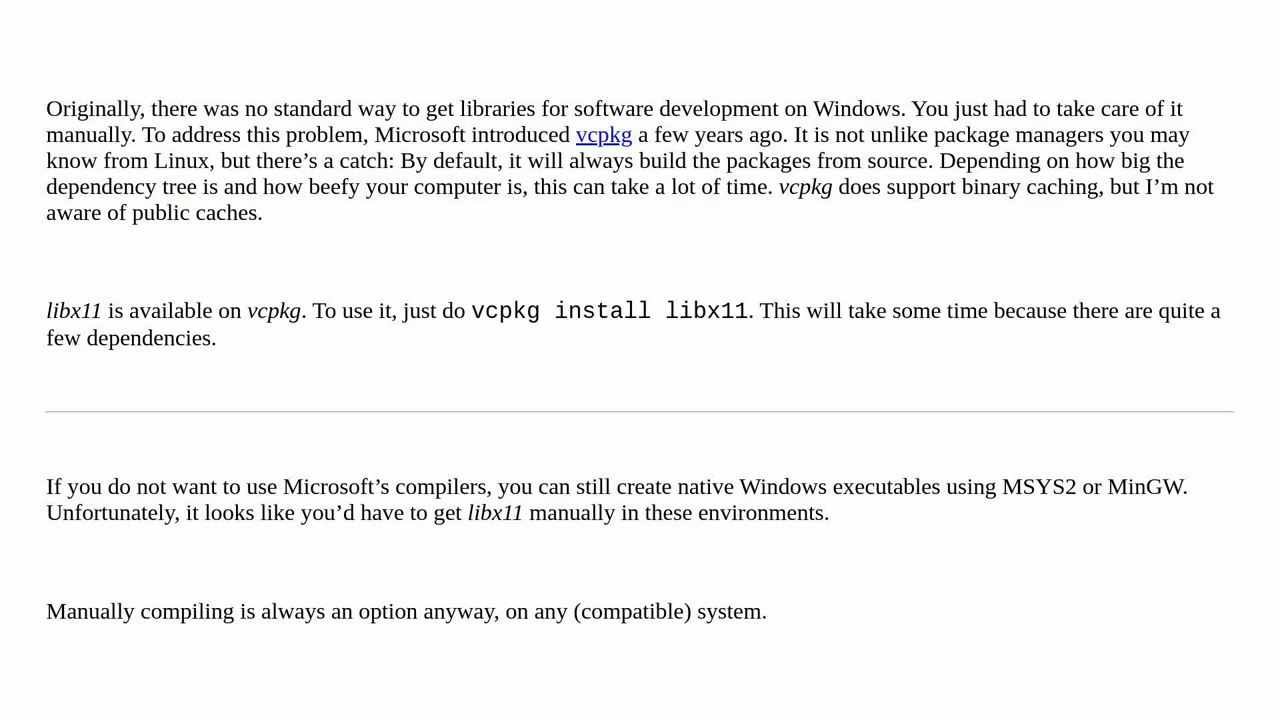 Originally, there was no standard way to get libraries for software development on Windows. You just had to take care of it
manually. To address this problem, Microsoft introduced vcpkg a few years ago. It is not unlike package managers you may
know from Linux, but there’s a catch: By default, it will always build the packages from source. Depending on how big the
dependency tree is and how beefy your computer is, this can take a lot of time. vcpkg does support binary caching, but I’m not
aware of public caches.
libx11 is available on vcpkg. To use it, just do vcpkg install libx11. This will take some time because there are quite a
few dependencies.
If you do not want to use Microsoft’s compilers, you can still create native Windows executables using MSYS2 or MinGW.
Unfortunately, it looks like you’d have to get libx11 manually in these environments.
Manually compiling is always an option anyway, on any (compatible) system.